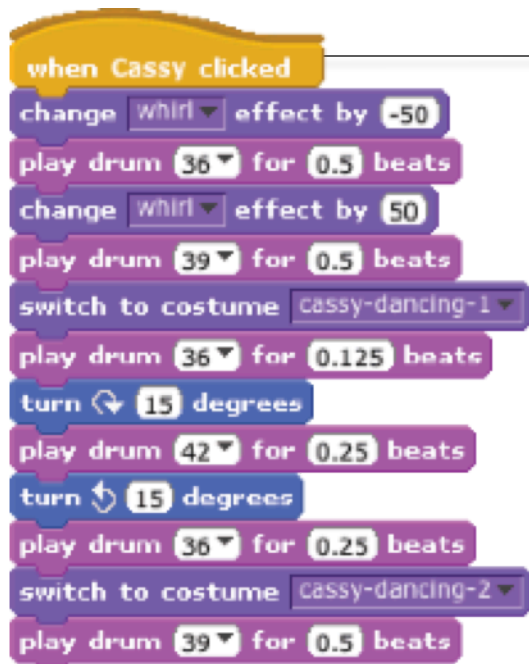 when Cassy clicked
change whirl effect by -50
play drum 36 for 0.5 beats
change whirl effect by 50
play drum 39 for 0.5 beats
switch to costume cassy-dancing-1
play drum 36 for 0.125 beats
turn 15 degrees
play drum 42 for 0.25 beats
turn 15 degrees
play drum 36 for 0.25 beats
switch to costume cassy-dancing-2
play drum 39 for 0.5 beats